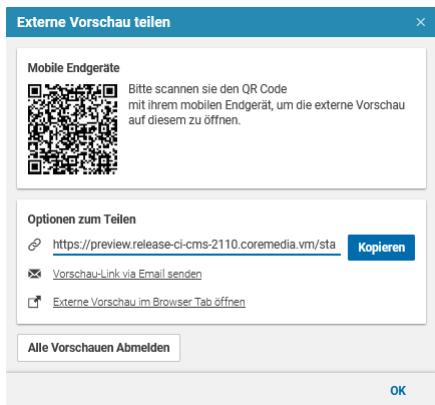 Externe Vorschau teilen
Mobile Endgeräte
Bitte scannen sie den QR Code
mit ihrem mobilen Endgerät, um die externe Vorschau
auf diesem zu öffnen.
Optionen zum Teilen
https://preview.release-ci-cms-2110.coremedia.vm/sta
Kopieren
Vorschau-Link via Email senden
Externe Vorschau im Browser Tab öffnen
Alle Vorschauen Abmelden
OK